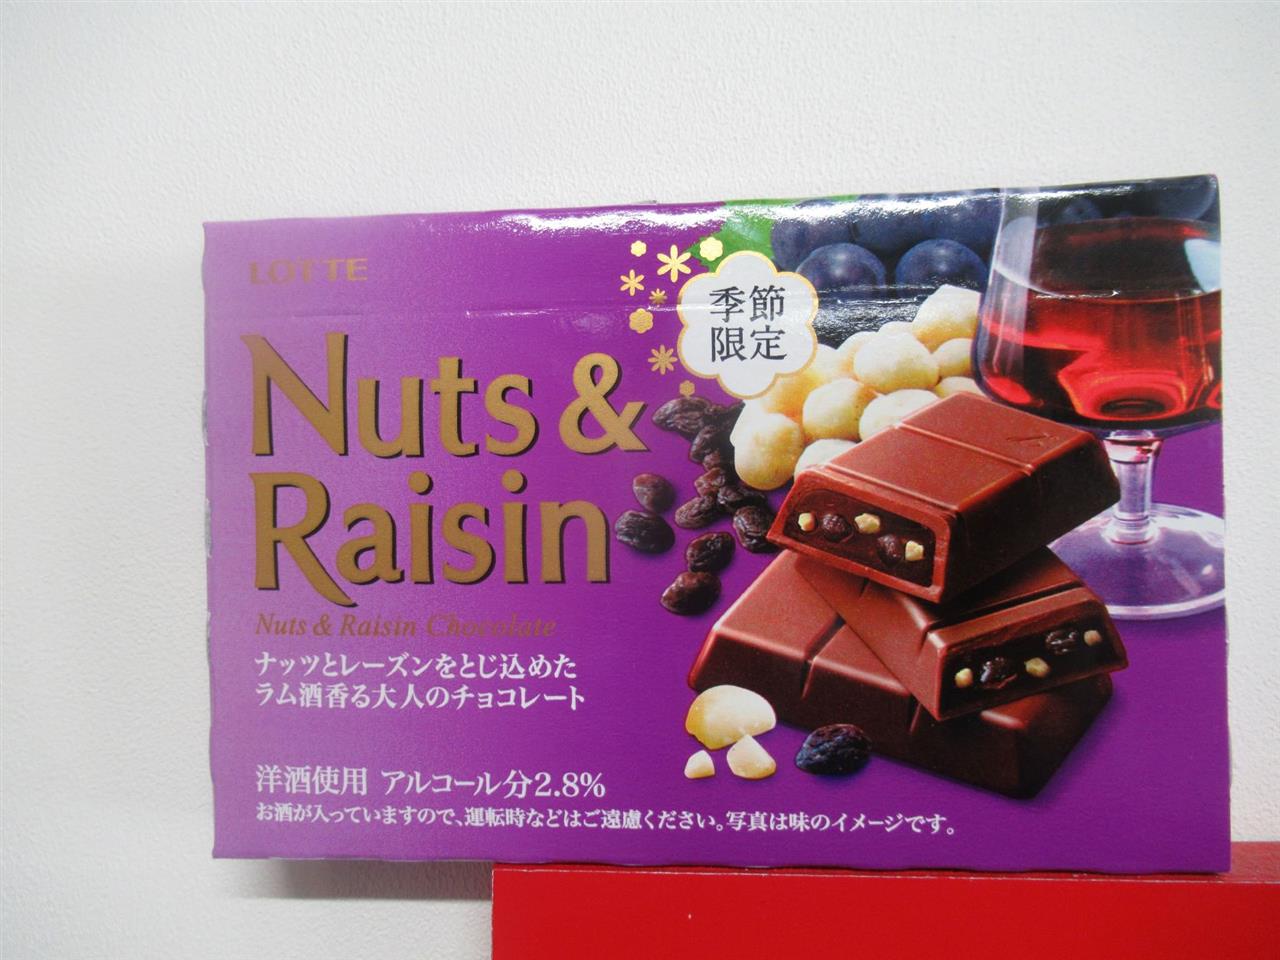 LOTTE
季節
限定
Nuts &
Raisin
Nuts & Raisin Chocolate
ナッツとレーズンをとじ込めた
ラム酒香る大人のチョコレート
洋酒使用 アルコール分2.8%
お酒が入っていますので、運転時などはご遠慮ください。写真は味のイメージです。